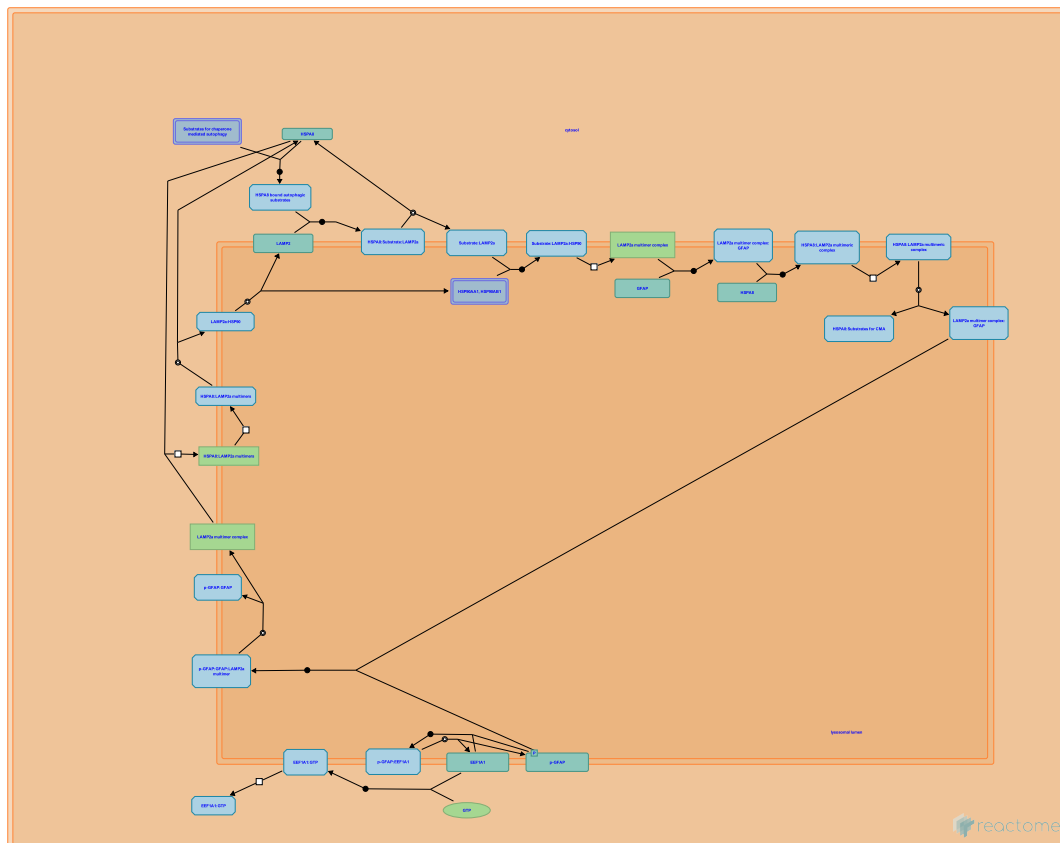 Substrates for chaperone
mediated autophagy
HSPA8
cytosol
HSPA8 bound autophagic
substrates
LAMP2
HSPA8:Substrate:LAMP2a
Substrate:LAMP2a
Substrate:LAMP2a:HSP90
LAMP2a multimer complex
LAMP2a multimer complex:
GFAP
HSPA8:LAMP2a multimeric
complex
HSPA8:LAMP2a multimeric
complex
HSP90AA1, HSP90AB1
GFAP
HSPA8
LAMP2a:HSP90
HSPA8:Substrates for CMA
LAMP2a multimer complex:
GFAP
HSPA8:LAMP2a multimers
HSPA8:LAMP2a multimers
LAMP2a multimer complex
p-GFAP:GFAP
p-GFAP:GFAP:LAMP2a
multimer
lysosomal lumen
P
EEF1A1:GTP
p-GFAP:EEF1A1
EEF1A1
p-GFAP
EEF1A1:GTP
GTP
reactome